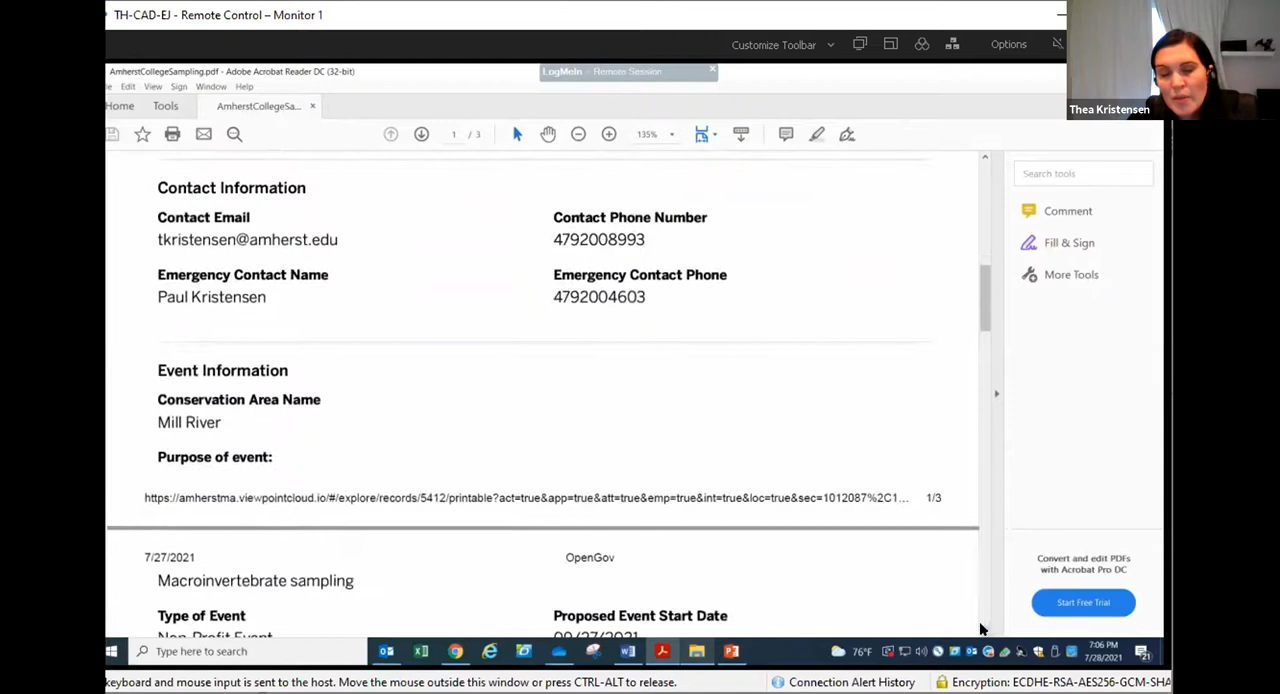 TH-CAD-EJ - Remote Control – Monitor 1
Customize Toolbar
Options
Thea Kristensen
AmherstCollegeSampling.pdf - Adobe Acrobat Reader DC (32-bit)
LogMeIn - Remote Session
Edit View Sign Window Help
Home Tools AmherstCollegeSa...
1 / 3
135%
Search tools
Comment
Fill & Sign
More Tools
Contact Information
Contact Email Contact Phone Number
tkristensen@amherst.edu 4792008993
Emergency Contact Name Emergency Contact Phone
Paul Kristensen 4792004603
Event Information
Conservation Area Name
Mill River
Purpose of event:
https://amherstma.viewpointcloud.io/#/explore/records/5412/printable?act=true&app=true&att=true&emp=true&int=true&loc=true&sec=1012087%2C1... 1/3
7/27/2021 OpenGov
Macroinvertebrate sampling
Type of Event Proposed Event Start Date
Non-Profit Event 09/27/2021
Convert and edit PDFs
with Acrobat Pro DC
Start Free Trial
Type here to search
76°F
7:06 PM
7/28/2021
keyboard and mouse input is sent to the host. Move the mouse outside this window or press CTRL-ALT to release.
Connection Alert History
Encryption: ECDHE-RSA-AES256-GCM-SHA